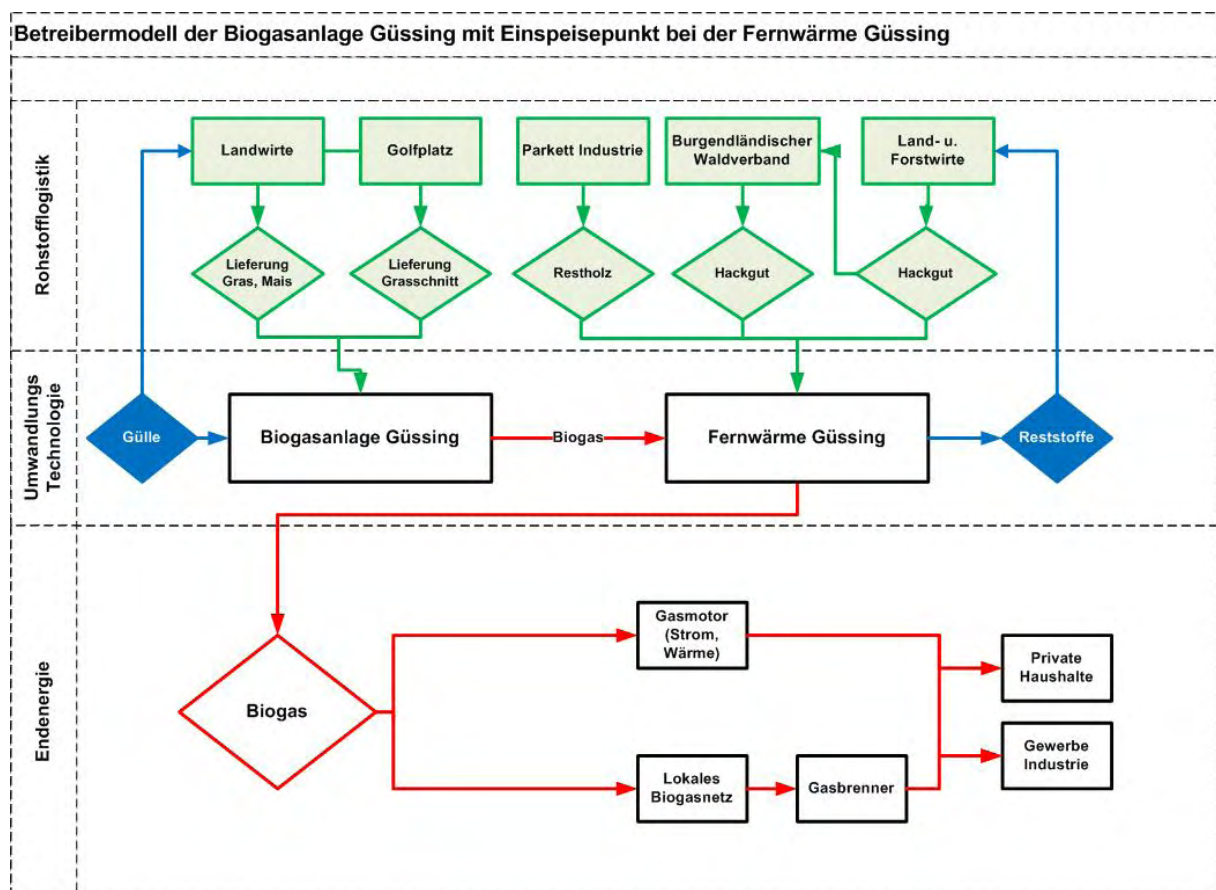 Betreibermodell der Biogasanlage Güssing mit Einspeisepunkt bei der Fernwärme Güssing
Rohstofflogistik
Landwirte
Golfplatz
Parkett Industrie
Burgendländischer
Waldverband
Land- u.
Forstwirte
Lieferung
Gras, Mais
Lieferung
Grasschnitt
Restholz
Hackgut
Hackgut
Umwandlungs
Technologie
Gülle
Biogasanlage Güssing
Biogas
Fernwärme Güssing
Reststoffe
Endenergie
Biogas
Gasmotor
(Strom,
Wärme)
Lokales
Biogasnetz
Gasbrenner
Private
Haushalte
Gewerbe
Industrie